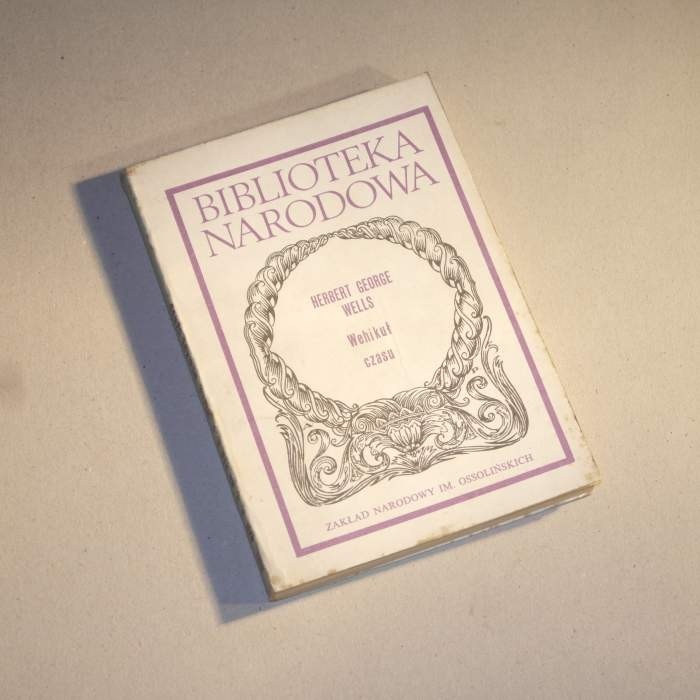 BIBLIOTEKA
NARODOWA
HERBERT GEORGE
WELLS
Wehikuł
czasu
ZAKŁAD NARODOWY IM. OSSOLIŃSKICH